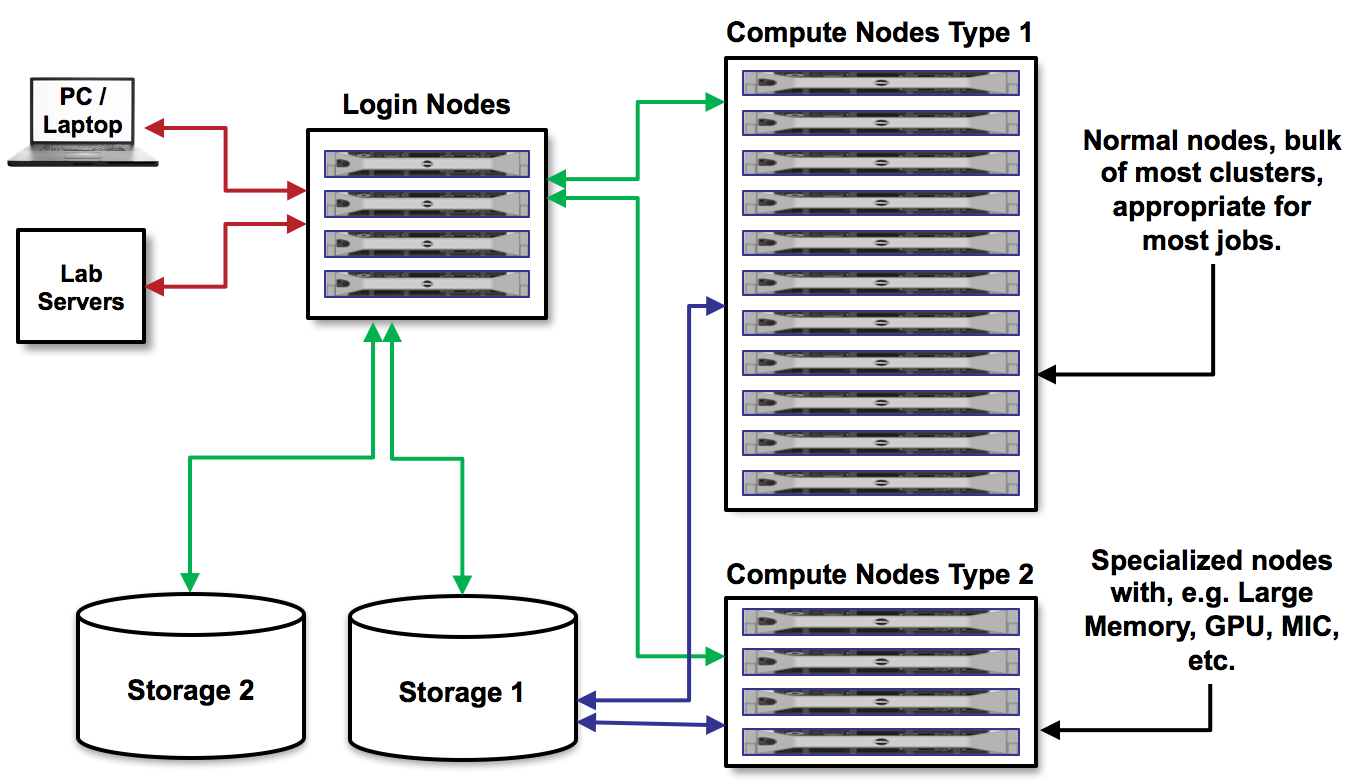 Compute Nodes Type 1
PC /
Laptop
Login Nodes
Normal nodes, bulk
of most clusters,
appropriate for
most jobs.
Lab
Servers
Compute Nodes Type 2
Specialized nodes
with, e.g. Large
Memory, GPU, MIC,
etc.
Storage 2
Storage 1